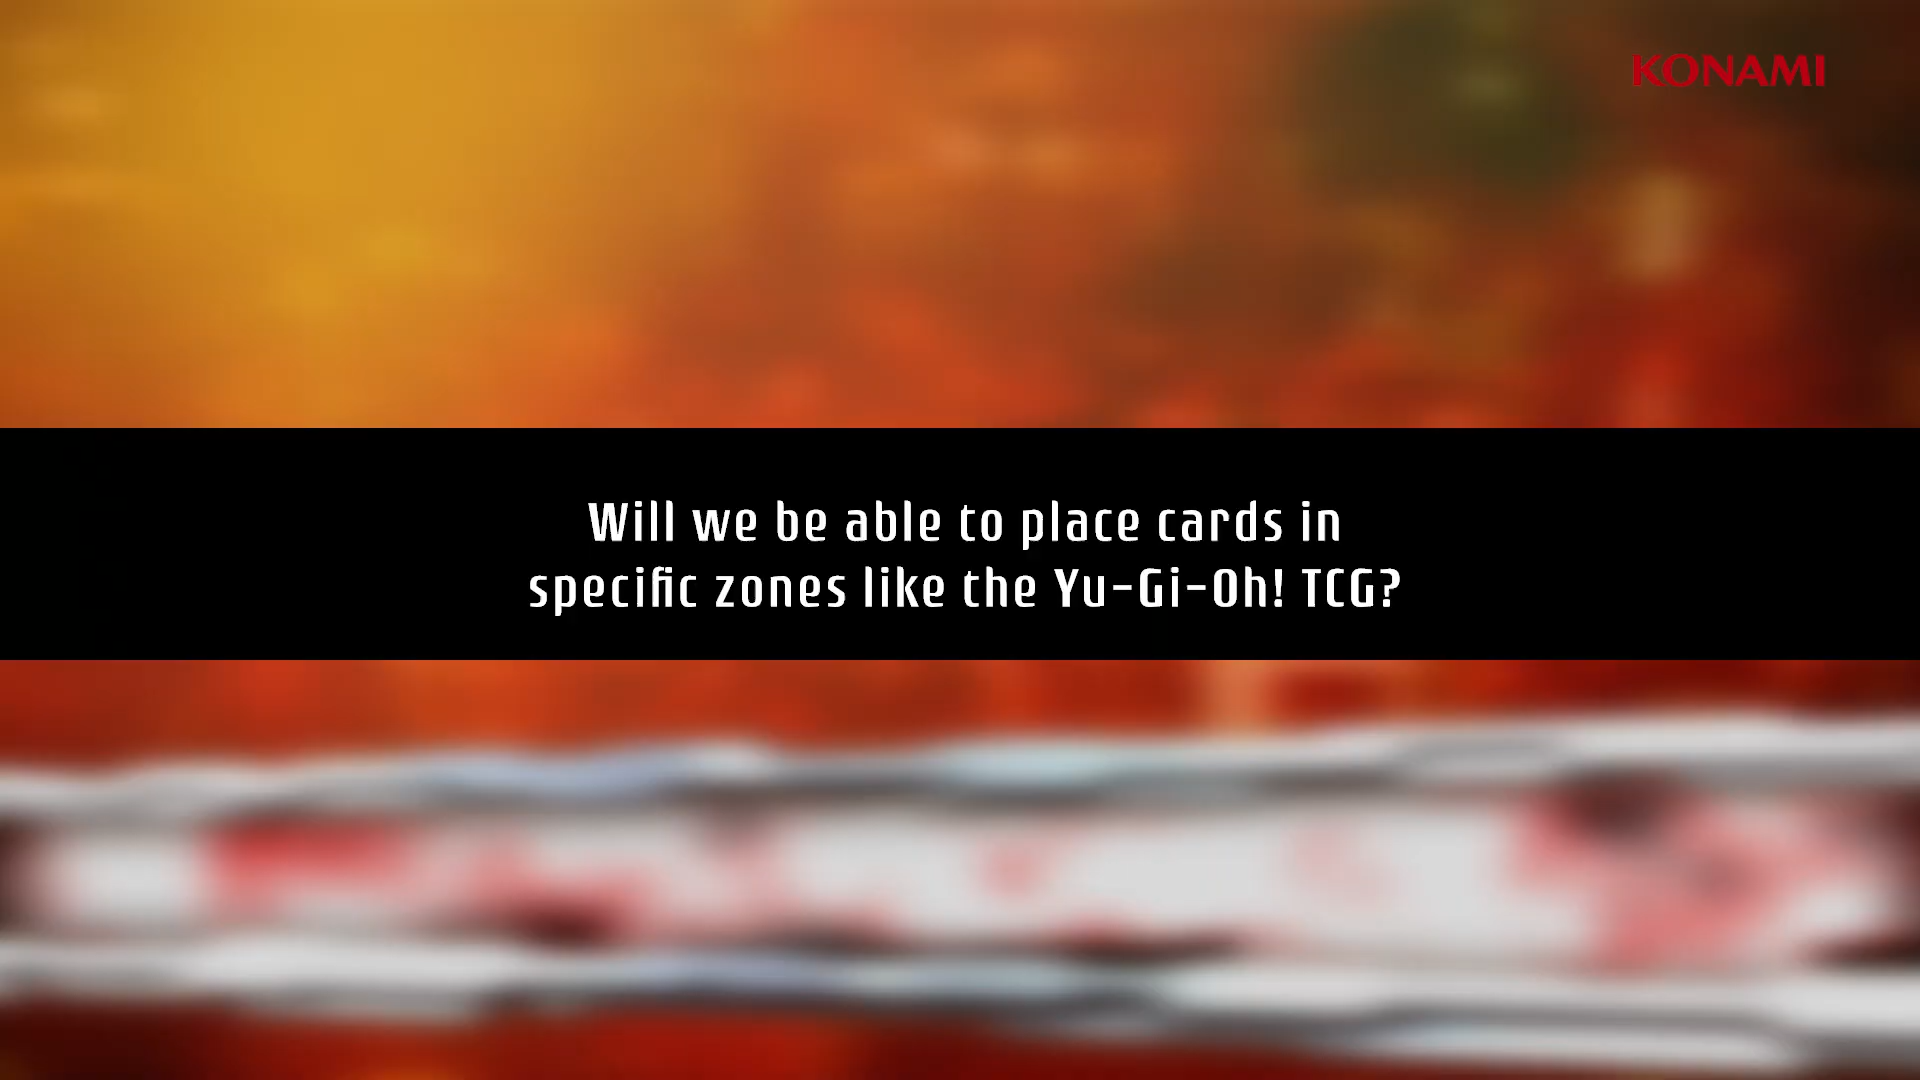 KONAMI
Will we be able to place cards in
specific zones like the Yu-Gi-Oh! TCG?